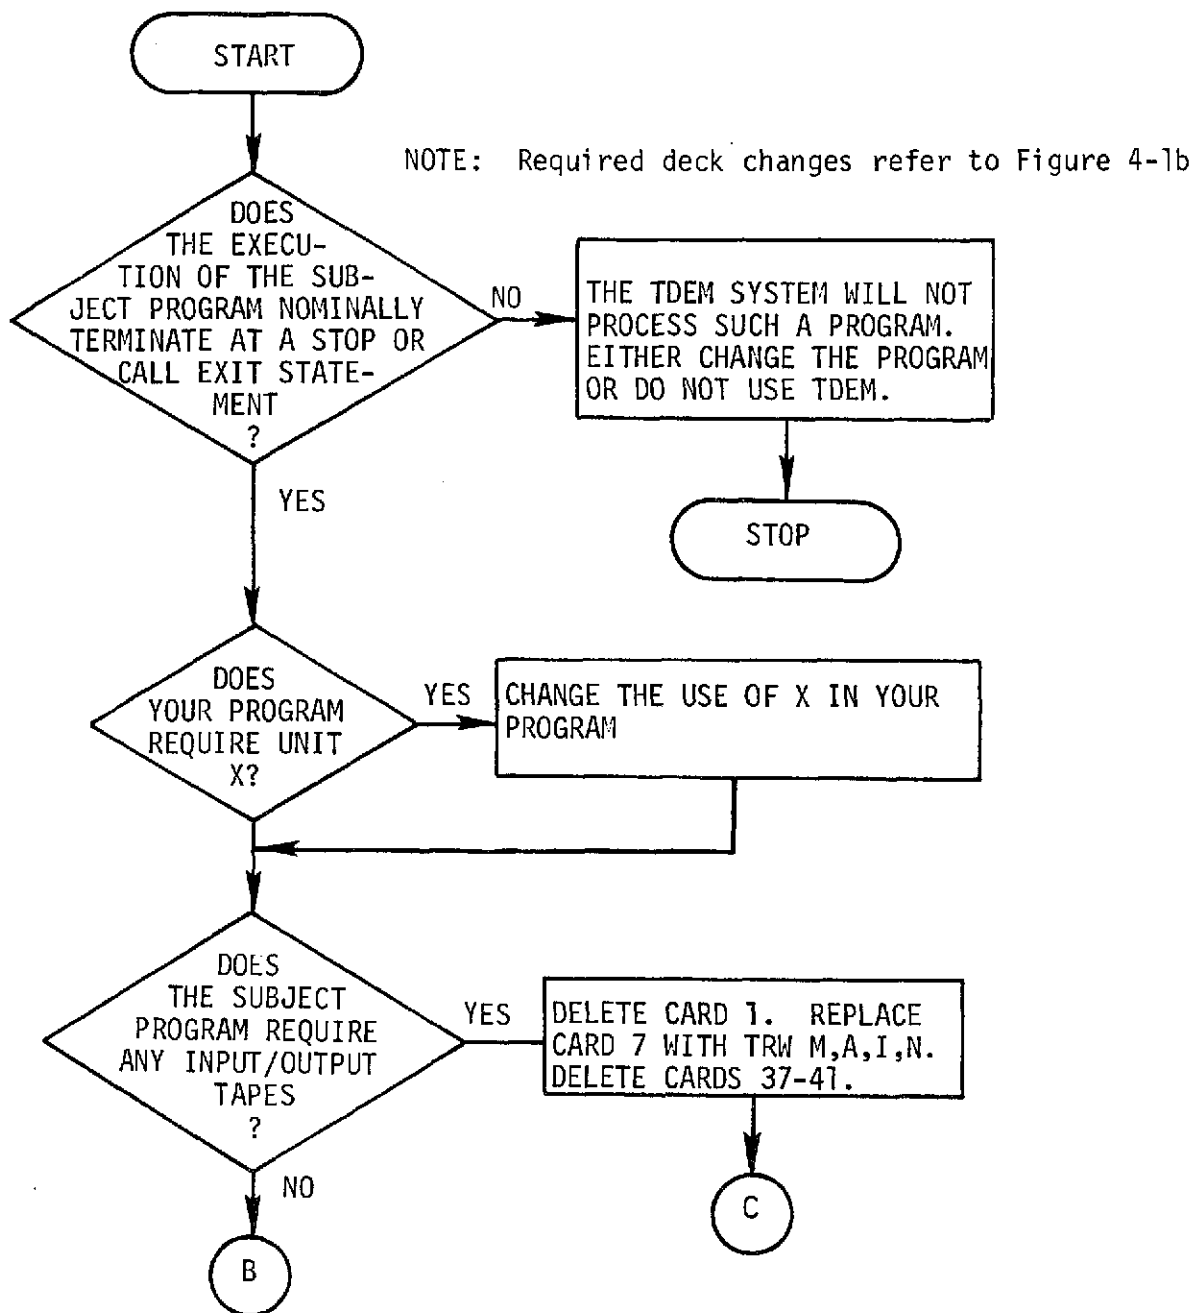 START
NOTE: Required deck changes refer to Figure 4-1b
DOES
THE EXECU-
TION OF THE SUB-
JECT PROGRAM NOMINALLY
TERMINATE AT A STOP OR
CALL EXIT STATE-
MENT
?
NO
THE TDEM SYSTEM WILL NOT
PROCESS SUCH A PROGRAM.
EITHER CHANGE THE PROGRAM
OR DO NOT USE TDEM.
YES
STOP
DOES
YOUR PROGRAM
REQUIRE UNIT
X?
YES
CHANGE THE USE OF X IN YOUR
PROGRAM
DOES
THE SUBJECT
PROGRAM REQUIRE
ANY INPUT/OUTPUT
TAPES
?
YES
DELETE CARD 1. REPLACE
CARD 7 WITH TRW M,A,I,N.
DELETE CARDS 37-41.
NO
C
B